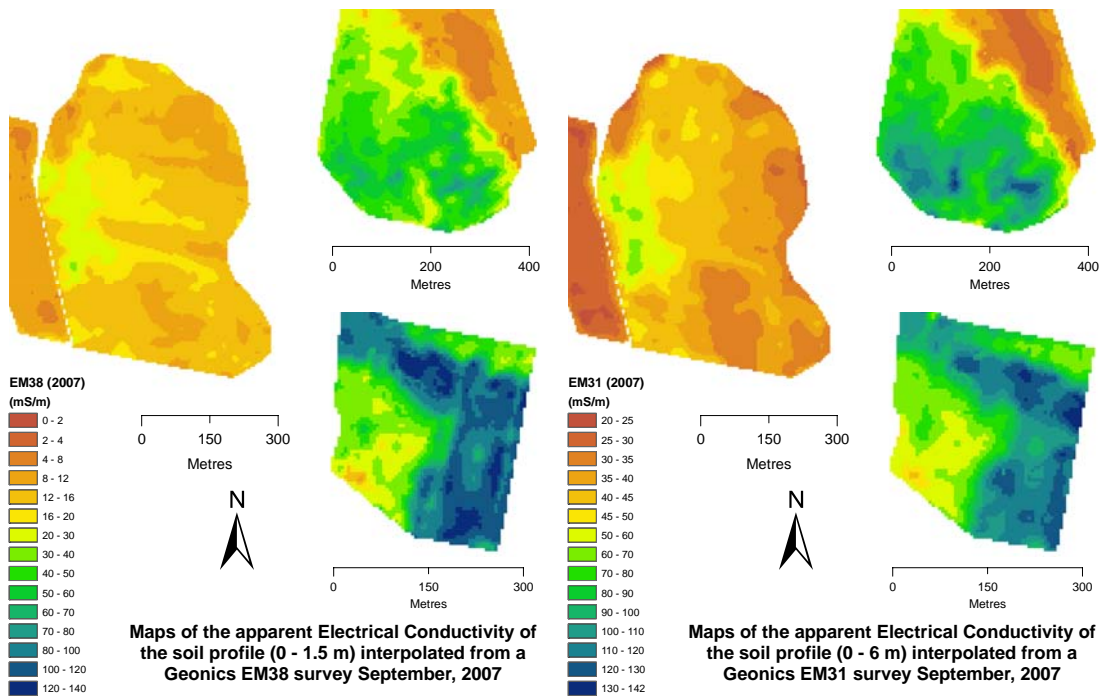 0 200 400
Metres
EM38 (2007)
(mS/m)
0 - 2
2 - 4
4 - 8
8 - 12
12 - 16
16 - 20
20 - 30
30 - 40
40 - 50
50 - 60
60 - 70
70 - 80
80 - 100
100 - 120
120 - 140
0 150 300
Metres
N
0 150 300
Metres
Maps of the apparent Electrical Conductivity of
the soil profile (0 - 1.5 m) interpolated from a
Geonics EM38 survey September, 2007
0 200 400
Metres
EM31 (2007)
(mS/m)
20 - 25
25 - 30
30 - 35
35 - 40
40 - 45
45 - 50
50 - 60
60 - 70
70 - 80
80 - 90
90 - 100
100 - 110
110 - 120
120 - 130
130 - 142
0 150 300
Metres
N
0 150 300
Metres
Maps of the apparent Electrical Conductivity of
the soil profile (0 - 6 m) interpolated from a
Geonics EM31 survey September, 2007